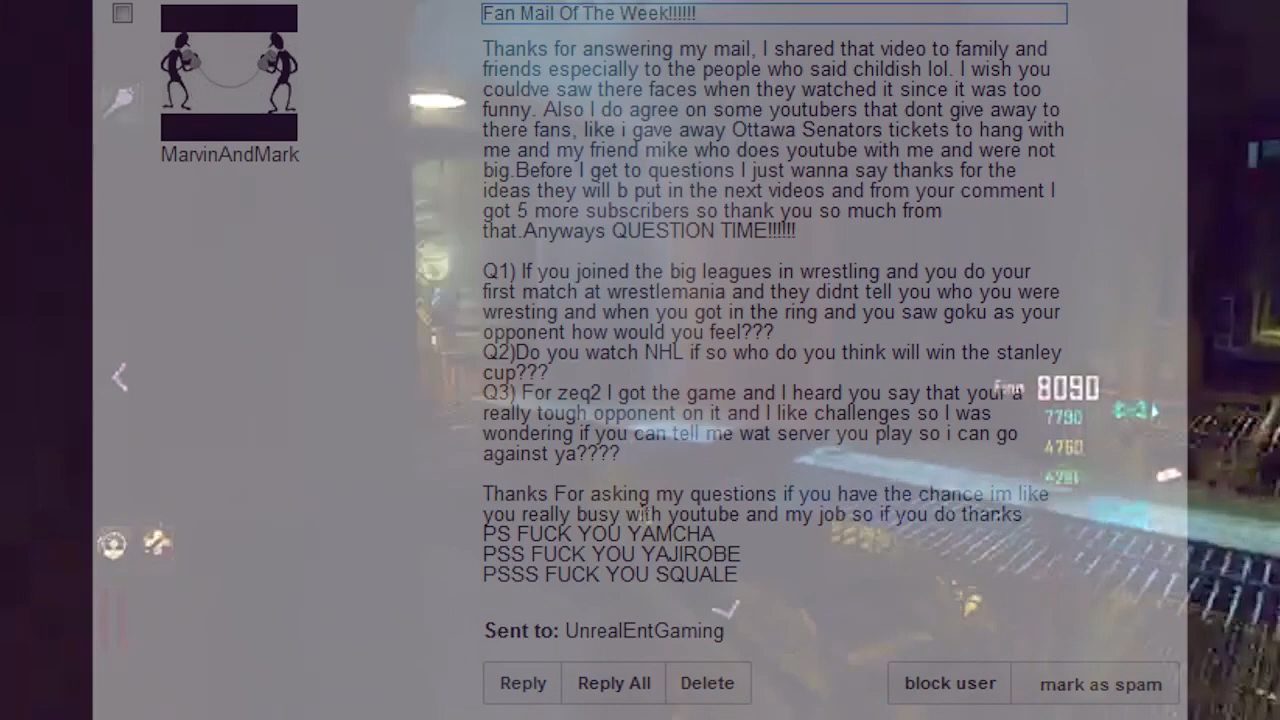 Fan Mail Of The Week!!!!!!
Thanks for answering my mail, I shared that video to family and
friends especially to the people who said childish lol. I wish you
couldve saw there faces when they watched it since it was too
funny. Also I do agree on some youtubers that dont give away to
there fans, like i gave away Ottawa Senators tickets to hang with
me and my friend mike who does youtube with me and were not
big.Before I get to questions I just wanna say thanks for the
ideas they will b put in the next videos and from your comment I
got 5 more subscribers so thank you so much from
that.Anyways QUESTION TIME!!!!!!
MarvinAndMark
Q1) If you joined the big leagues in wrestling and you do your
first match at wrestlemania and they didnt tell you who you were
wresting and when you got in the ring and you saw goku as your
opponent how would you feel???
Q2)Do you watch NHL if so who do you think will win the stanley
cup???
Q3) For zeq2 I got the game and I heard you say that your a
really tough opponent on it and I like challenges so I was
wondering if you can tell me wat server you play so i can go
against ya????
8090
7790
4760
Thanks For asking my questions if you have the chance im like
you really busy with youtube and my job so if you do thanks
PS FUCK YOU YAMCHA
PSS FUCK YOU YAJIROBE
PSSS FUCK YOU SQUALE
Sent to: UnrealEntGaming
Reply Reply All Delete block user mark as spam